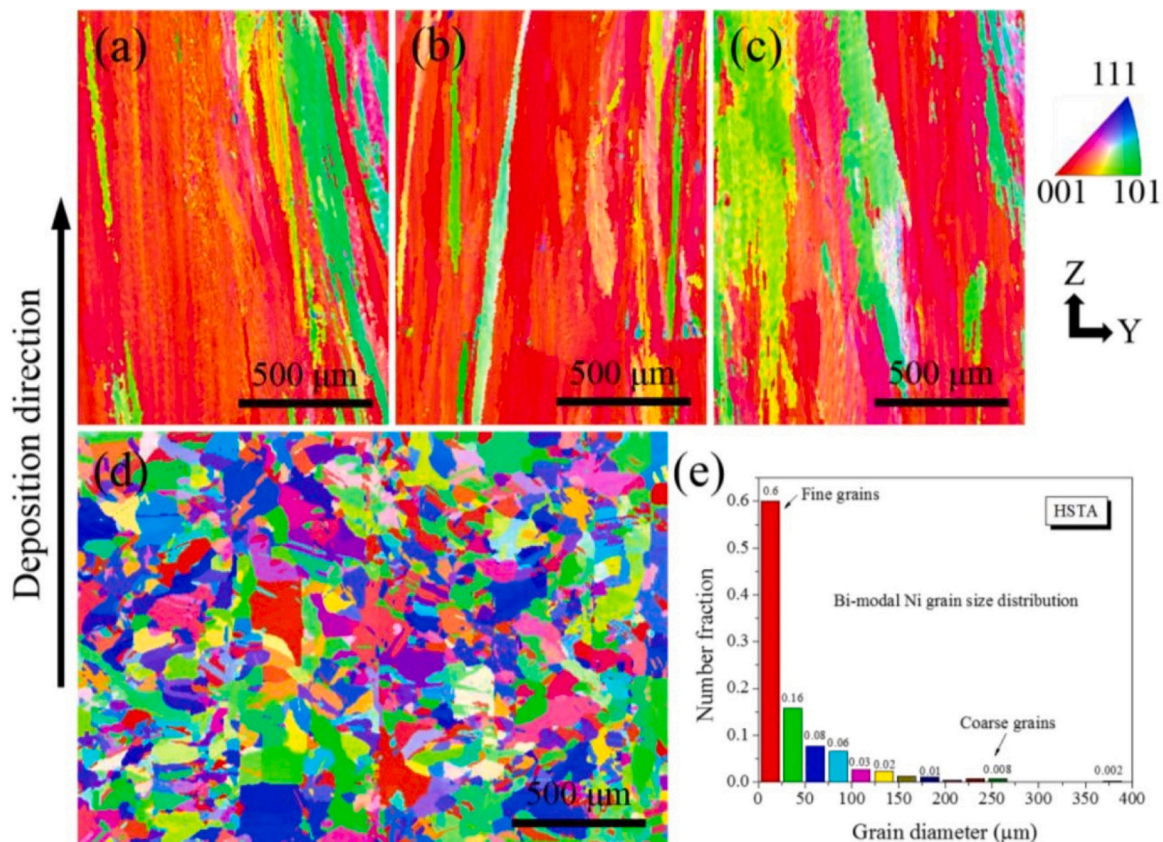 (a)
(b)
(c)
111
001 101
Z
Y
500 μm
500 μm
500 μm
Deposition direction
(d)
500 μm
(e)
HSTA
Fine grains
Bi-modal Ni grain size distribution
Coarse grains
0.6
0.16
0.08
0.06
0.03
0.02
0.01
0.008
0.002
Number fraction
0.6
0.5
0.4
0.3
0.2
0.1
0.0
0 50 100 150 200 250 300 350 400
Grain diameter (μm)